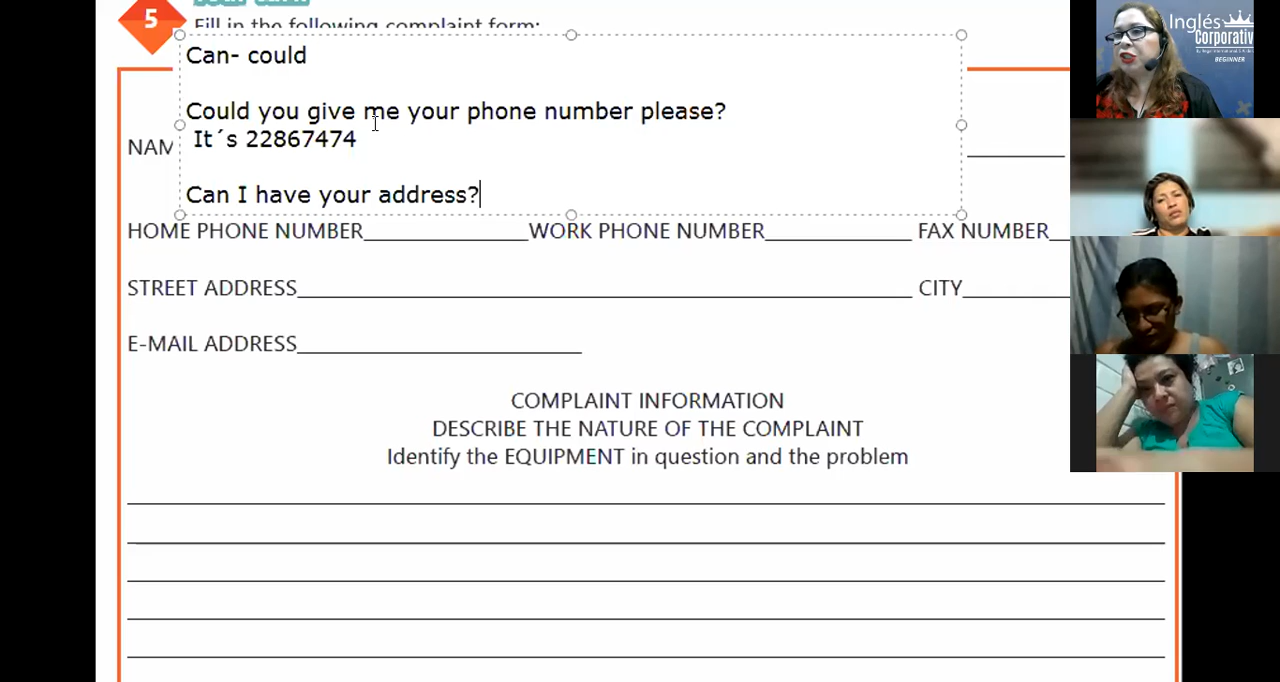 5
Fill in the following complaint form:
Can- could
Could you give me your phone number please?
It´s 22867474
NAM
Can I have your address?
HOME PHONE NUMBER WORK PHONE NUMBER FAX NUMBER
STREET ADDRESS CITY
E-MAIL ADDRESS
COMPLAINT INFORMATION
DESCRIBE THE NATURE OF THE COMPLAINT
Identify the EQUIPMENT in question and the problem
Inglés
Corporativ
BEGINNER